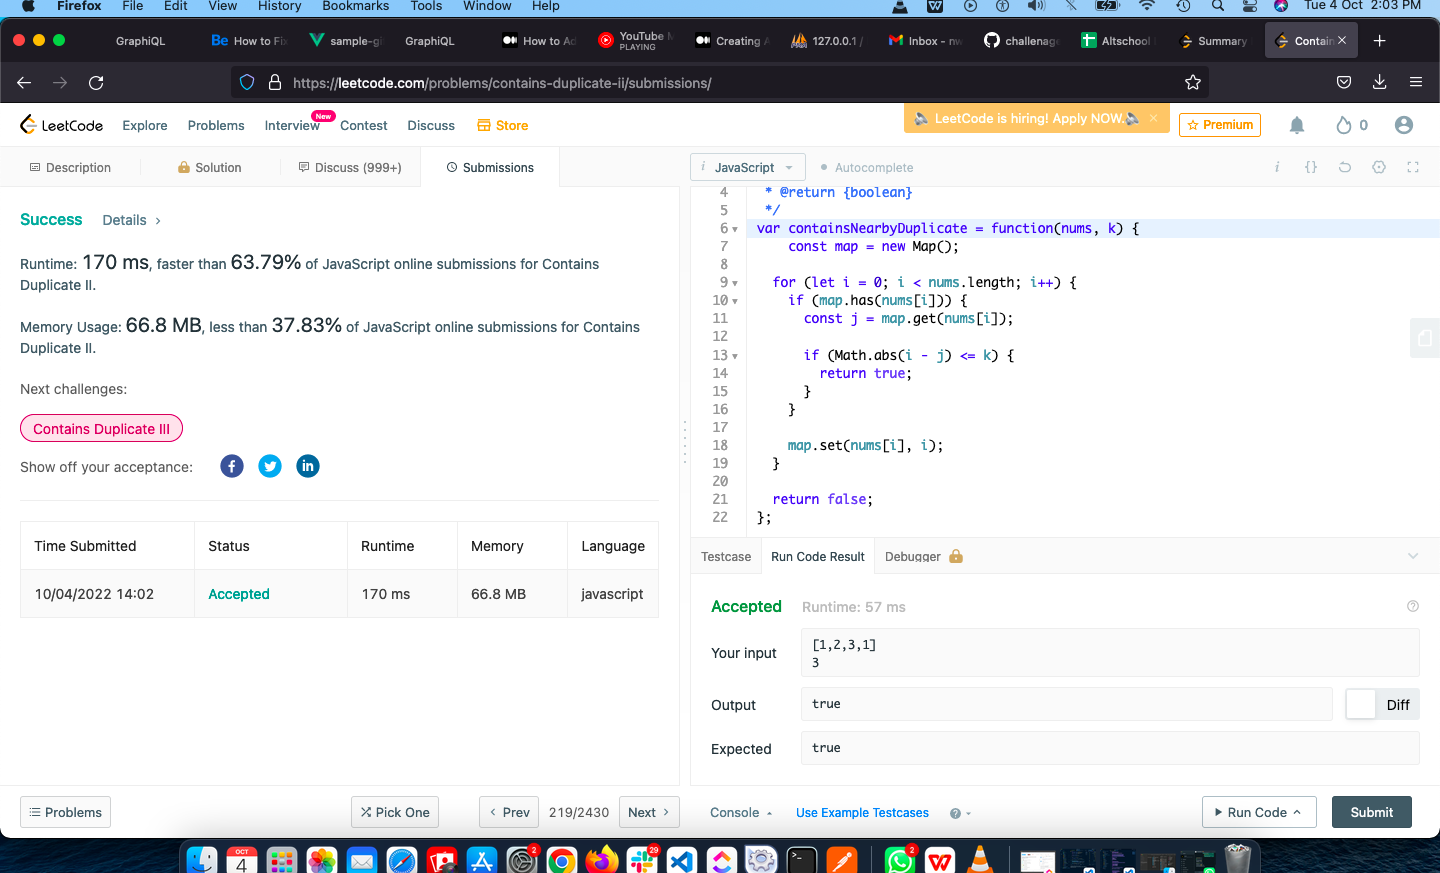 Firefox File Edit View History Bookmarks Tools Window Help Tue 4 Oct 2:03 PM
GraphiQL Be How to Fi sample-gi GraphiQL How to Ad YouTube M PLAYING Creating A 127.0.0.1 / Inbox - nw challenage Altschool Summary Contain
https://leetcode.com/problems/contains-duplicate-ii/submissions/
LeetCode Explore Problems Interview New Contest Discuss Store LeetCode is hiring! Apply NOW. × Premium 0
Description Solution Discuss (999+) Submissions
Success Details >
Runtime: 170 ms, faster than 63.79% of JavaScript online submissions for Contains
Duplicate II.
Memory Usage: 66.8 MB, less than 37.83% of JavaScript online submissions for Contains
Duplicate II.
Next challenges:
Contains Duplicate III
Show off your acceptance:
Time Submitted Status Runtime Memory Language
10/04/2022 14:02 Accepted 170 ms 66.8 MB javascript
i JavaScript Autocomplete
4 * @return {boolean}
5 */
6 var containsNearbyDuplicate = function(nums, k) {
7 const map = new Map();
8
9 for (let i = 0; i < nums.length; i++) {
10 if (map.has(nums[i])) {
11 const j = map.get(nums[i]);
12
13 if (Math.abs(i - j) <= k) {
14 return true;
15 }
16 }
17
18 map.set(nums[i], i);
19 }
20
21 return false;
22 };
Testcase Run Code Result Debugger
Accepted Runtime: 57 ms
Your input [1,2,3,1]
3
Output true Diff
Expected true
Problems Pick One < Prev 219/2430 Next > Console Use Example Testcases Run Code Submit
OCT 4 2 29 2